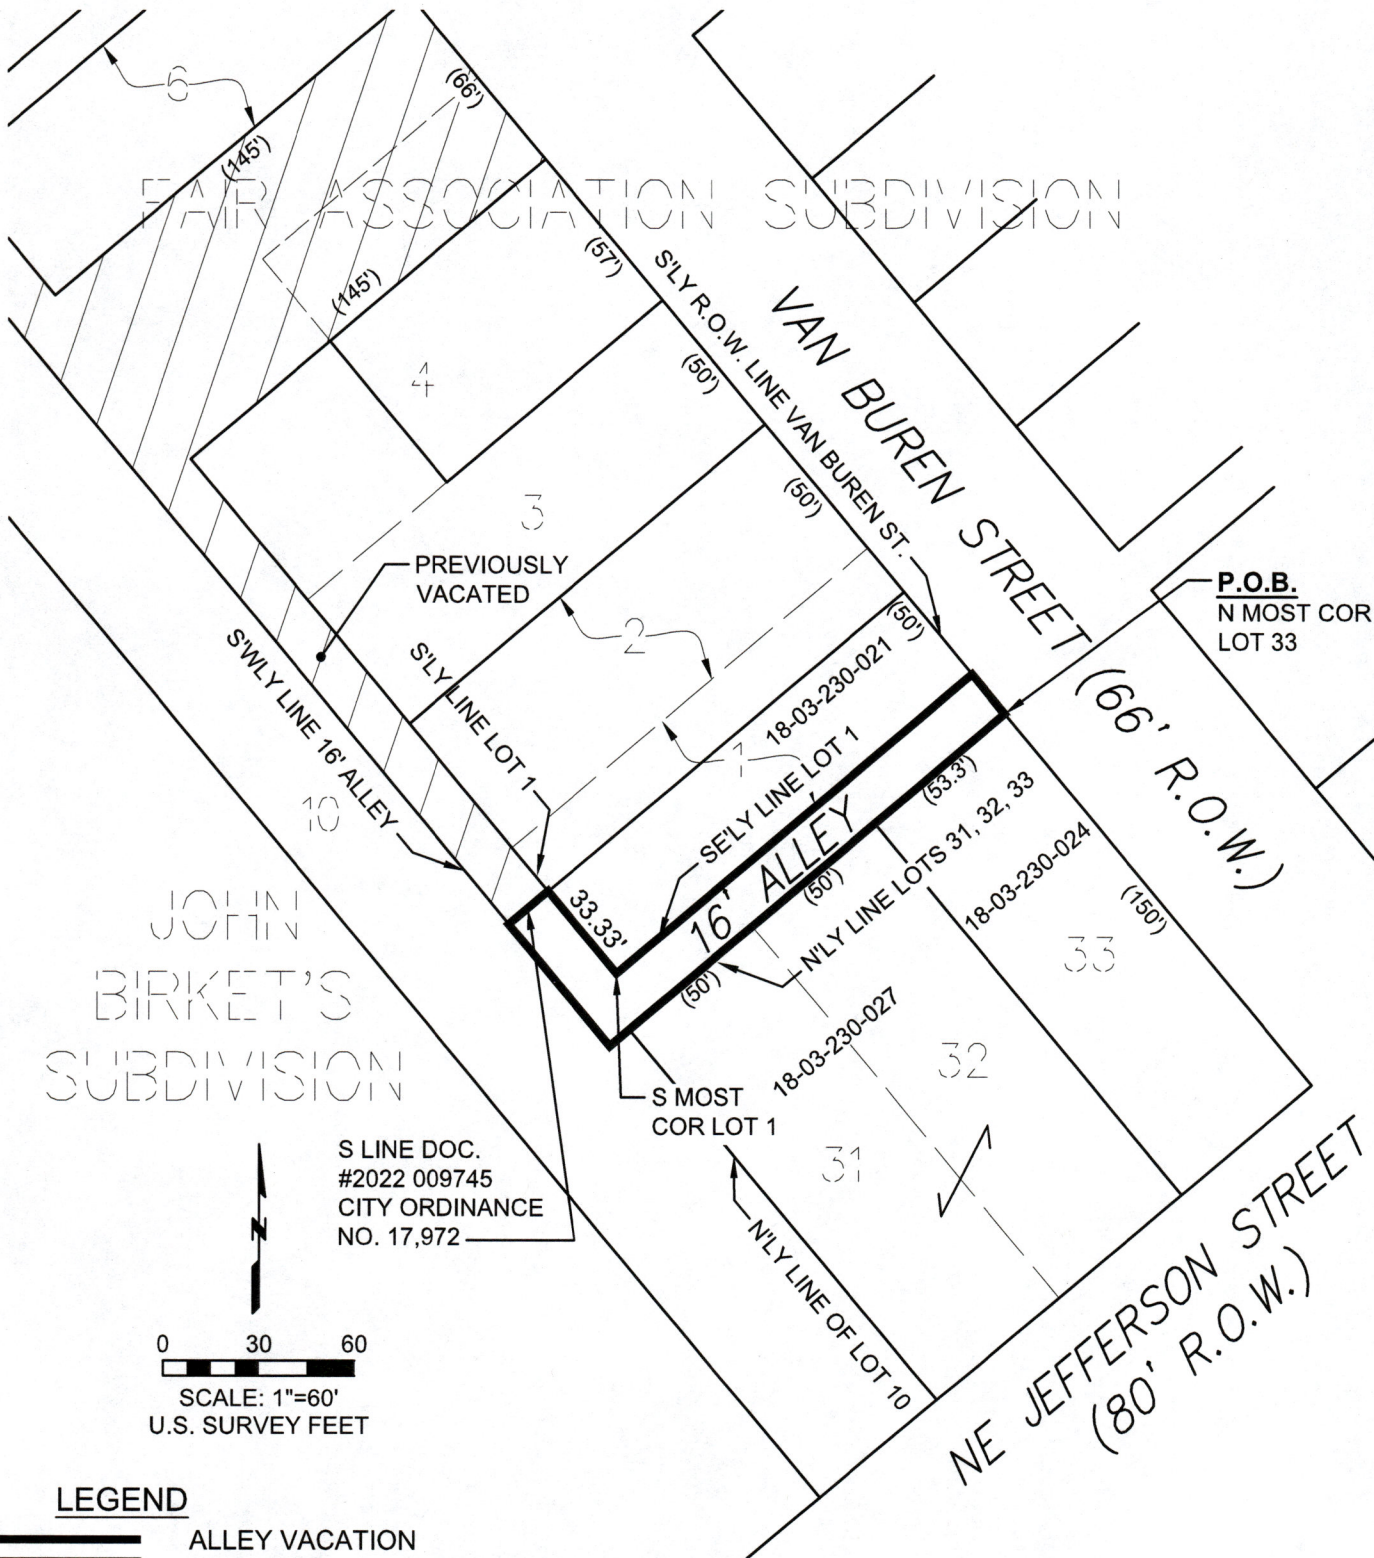 6
(66')
(145')
FAIR ASSOCIATION SUBDIVISION
(57')
(145')
S'LY R.O.W. LINE VAN BUREN ST.
VAN BUREN STREET (66' R.O.W.)
4
(50')
3
(50')
PREVIOUSLY
VACATED
P.O.B.
N MOST COR
LOT 33
2
(50')
S'WLY LINE 16' ALLEY
S'LY LINE LOT 1
18-03-230-021
1
SE'LY LINE LOT 1
10
16' ALLEY
(53.3')
(50')
(50')
N'LY LINE LOTS 31, 32, 33
18-03-230-024
(150')
33
33.33'
JOHN
BIRKET'S
SUBDIVISION
18-03-230-027
32
31
S MOST
COR LOT 1
S LINE DOC.
#2022 009745
CITY ORDINANCE
NO. 17,972
N
N'LY LINE OF LOT 10
NE JEFFERSON STREET
(80' R.O.W.)
0 30 60
SCALE: 1"=60'
U.S. SURVEY FEET
LEGEND
ALLEY VACATION